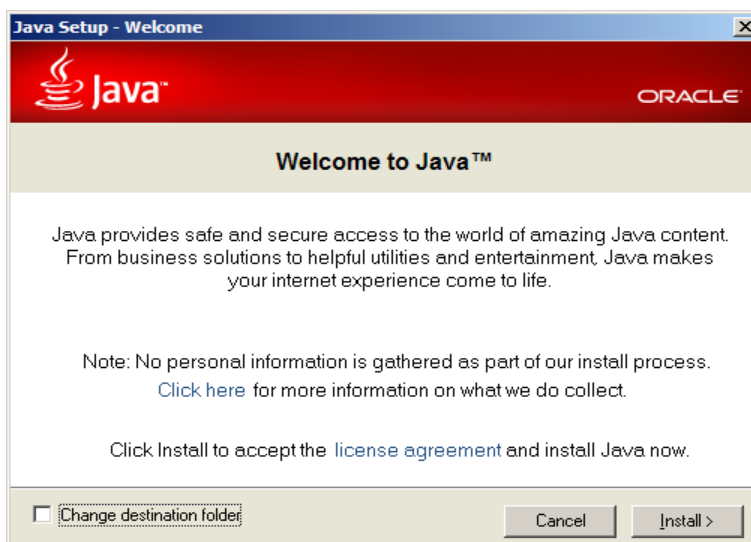 Java Setup - Welcome
Java™
ORACLE
Welcome to Java™
Java provides safe and secure access to the world of amazing Java content.
From business solutions to helpful utilities and entertainment, Java makes
your internet experience come to life.
Note: No personal information is gathered as part of our install process.
Click here for more information on what we do collect.
Click Install to accept the license agreement and install Java now.
Change destination folder
Cancel
Install >